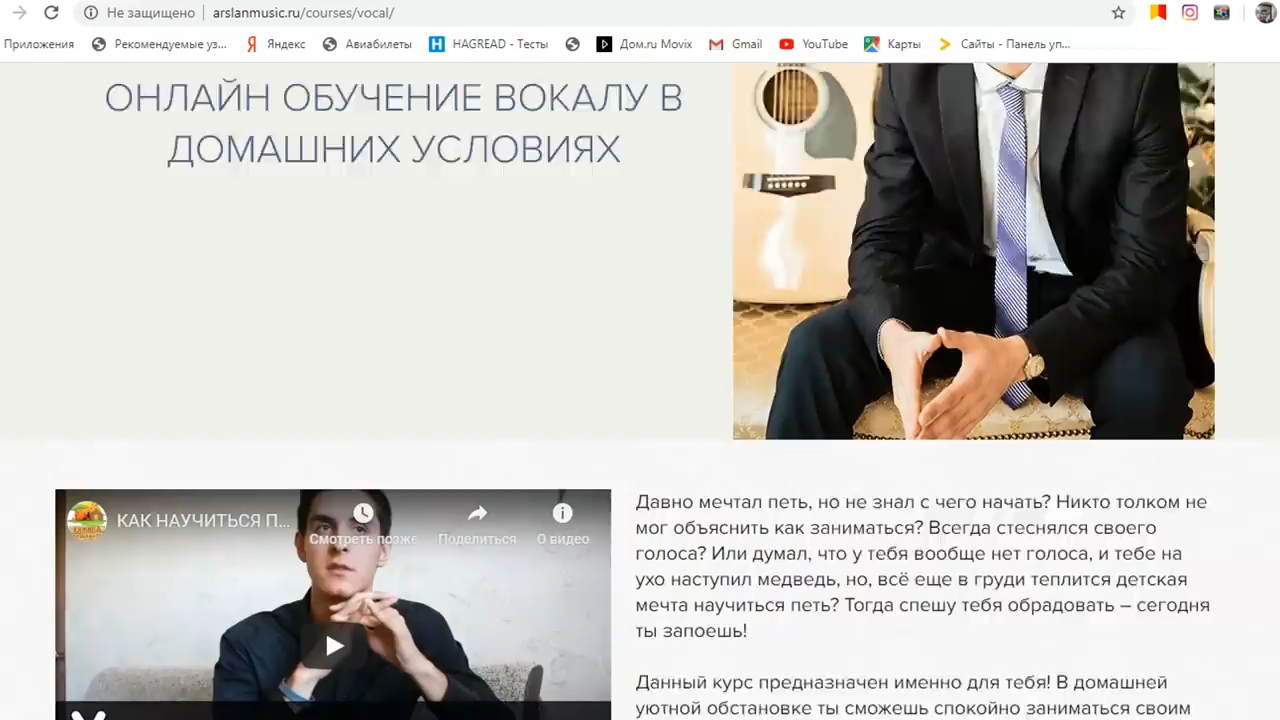 Не защищено arslanmusic.ru/courses/vocal/
Приложения Рекомендуемые уз... Яндекс Авиабилеты HAGREAD - Тесты Дом.ru Movix Gmail YouTube Карты Сайты - Панель уп...
ОНЛАЙН ОБУЧЕНИЕ ВОКАЛУ В
ДОМАШНИХ УСЛОВИЯХ
КАК НАУЧИТЬСЯ П...
Смотреть позже Поделиться О видео
Давно мечтал петь, но не знал с чего начать? Никто толком не
мог объяснить как заниматься? Всегда стеснялся своего
голоса? Или думал, что у тебя вообще нет голоса, и тебе на
ухо наступил медведь, но, всё еще в груди теплится детская
мечта научиться петь? Тогда спешу тебя обрадовать – сегодня
ты запоешь!
Данный курс предназначен именно для тебя! В домашней
уютной обстановке ты сможешь спокойно заниматься своим